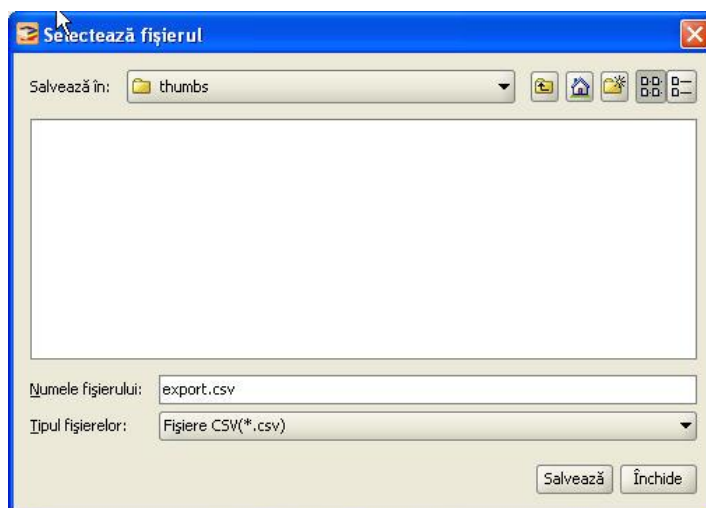 Selectează fişierul
Salvează în: thumbs
Numele fişierului: export.csv
Tipul fişierelor: Fişiere CSV(*.csv)
Salvează Închide